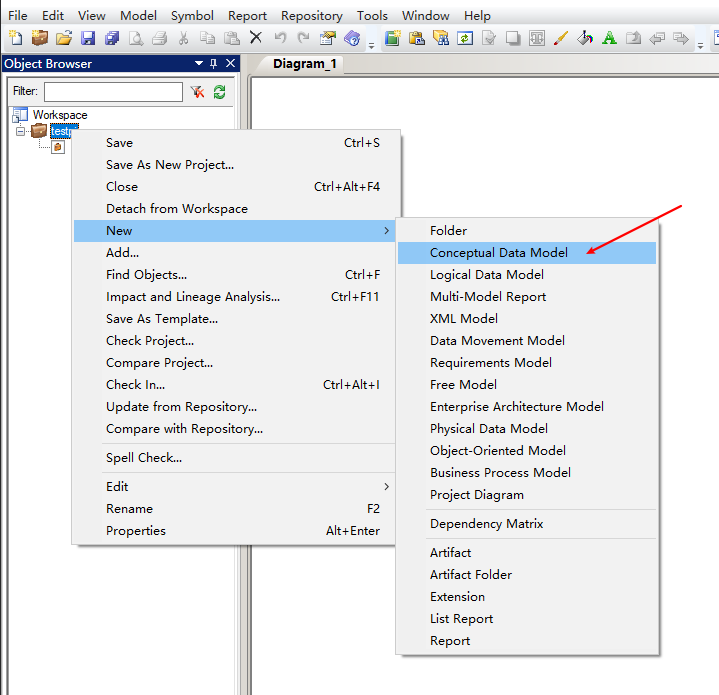 File Edit View Model Symbol Report Repository Tools Window Help
Object Browser
Diagram_1
Filter:
Workspace
Save Ctrl+S
Save As New Project...
Close Ctrl+Alt+F4
Detach from Workspace
New
Add...
Find Objects... Ctrl+F
Impact and Lineage Analysis... Ctrl+F11
Save As Template...
Check Project...
Compare Project...
Check In... Ctrl+Alt+I
Update from Repository...
Compare with Repository...
Spell Check...
Edit
Rename F2
Properties Alt+Enter
Folder
Conceptual Data Model
Logical Data Model
Multi-Model Report
XML Model
Data Movement Model
Requirements Model
Free Model
Enterprise Architecture Model
Physical Data Model
Object-Oriented Model
Business Process Model
Project Diagram
Dependency Matrix
Artifact
Artifact Folder
Extension
List Report
Report